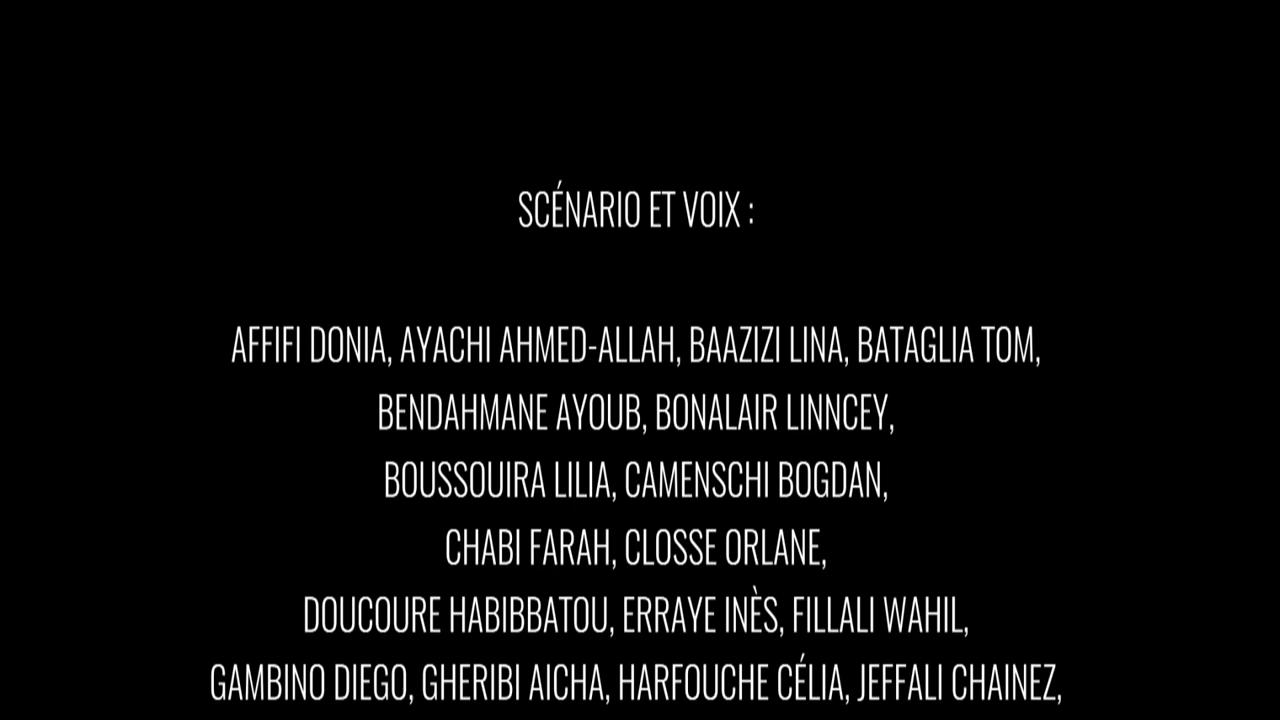 SCÉNARIO ET VOIX :
AFFIFI DONIA, AYACHI AHMED-ALLAH, BAAZIZI LINA, BATAGLIA TOM,
BENDAHMANE AYOUB, BONALAIR LINNCEY,
BOUSSOUIRA LILIA, CAMENSCHI BOGDAN,
CHABI FARAH, CLOSSE ORLANE,
DOUCOURE HABIBBATOU, ERRAYE INÈS, FILLALI WAHIL,
GAMBINO DIEGO, GHERIBI AICHA, HARFOUCHE CÉLIA, JEFFALI CHAINEZ,